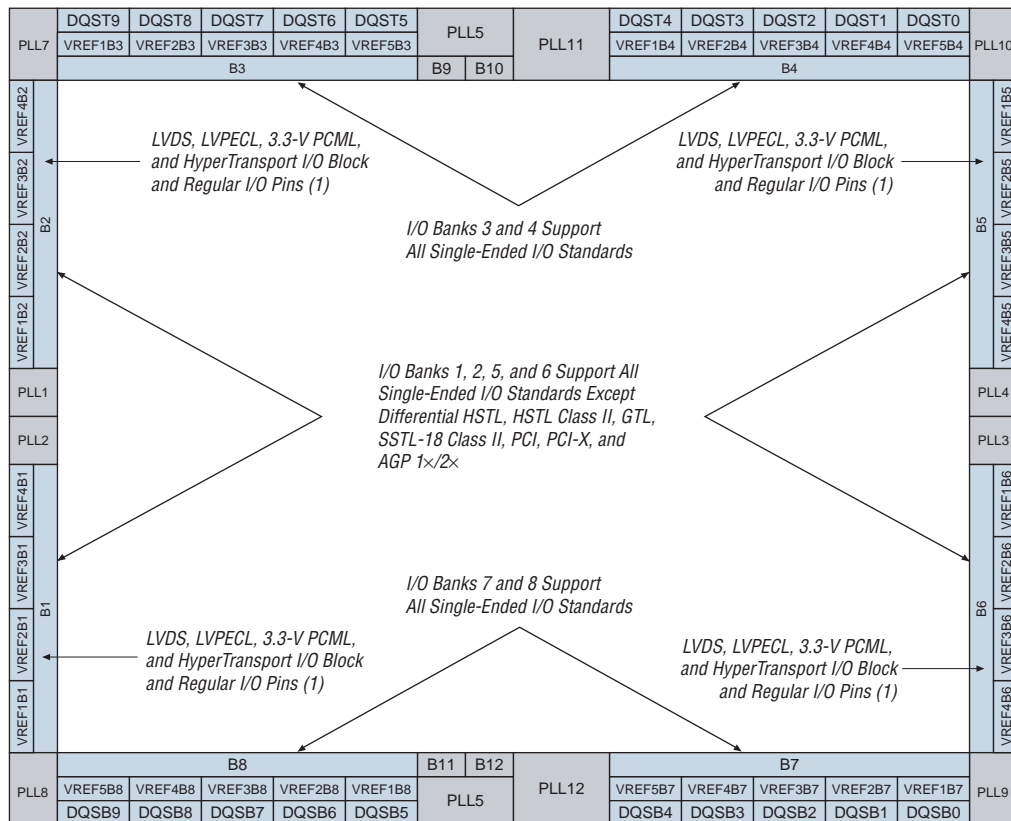 DQST9 DQST8 DQST7 DQST6 DQST5
DQST4 DQST3 DQST2 DQST1 DQST0
PLL7
VREF1B3 VREF2B3 VREF3B3 VREF4B3 VREF5B3
PLL5
PLL11
VREF1B4 VREF2B4 VREF3B4 VREF4B4 VREF5B4
PLL10
B3
B9 B10
B4
VREF4B2
VREF3B2
VREF2B2
VREF1B2
B2
LVDS, LVPECL, 3.3-V PCML,
and HyperTransport I/O Block
and Regular I/O Pins (1)
LVDS, LVPECL, 3.3-V PCML,
and HyperTransport I/O Block
and Regular I/O Pins (1)
B5
VREF1B5
VREF2B5
VREF3B5
VREF4B5
I/O Banks 3 and 4 Support
All Single-Ended I/O Standards
PLL1
PLL2
I/O Banks 1, 2, 5, and 6 Support All
Single-Ended I/O Standards Except
Differential HSTL, HSTL Class II, GTL,
SSTL-18 Class II, PCI, PCI-X, and
AGP 1×/2×
PLL4
PLL3
VREF4B1
VREF3B1
VREF2B1
VREF1B1
B1
I/O Banks 7 and 8 Support
All Single-Ended I/O Standards
LVDS, LVPECL, 3.3-V PCML,
and HyperTransport I/O Block
and Regular I/O Pins (1)
LVDS, LVPECL, 3.3-V PCML,
and HyperTransport I/O Block
and Regular I/O Pins (1)
B6
VREF1B6
VREF2B6
VREF3B6
VREF4B6
B8
B11 B12
B7
PLL8
VREF5B8 VREF4B8 VREF3B8 VREF2B8 VREF1B8
PLL5
PLL12
VREF5B7 VREF4B7 VREF3B7 VREF2B7 VREF1B7
PLL9
DQSB9 DQSB8 DQSB7 DQSB6 DQSB5
DQSB4 DQSB3 DQSB2 DQSB1 DQSB0